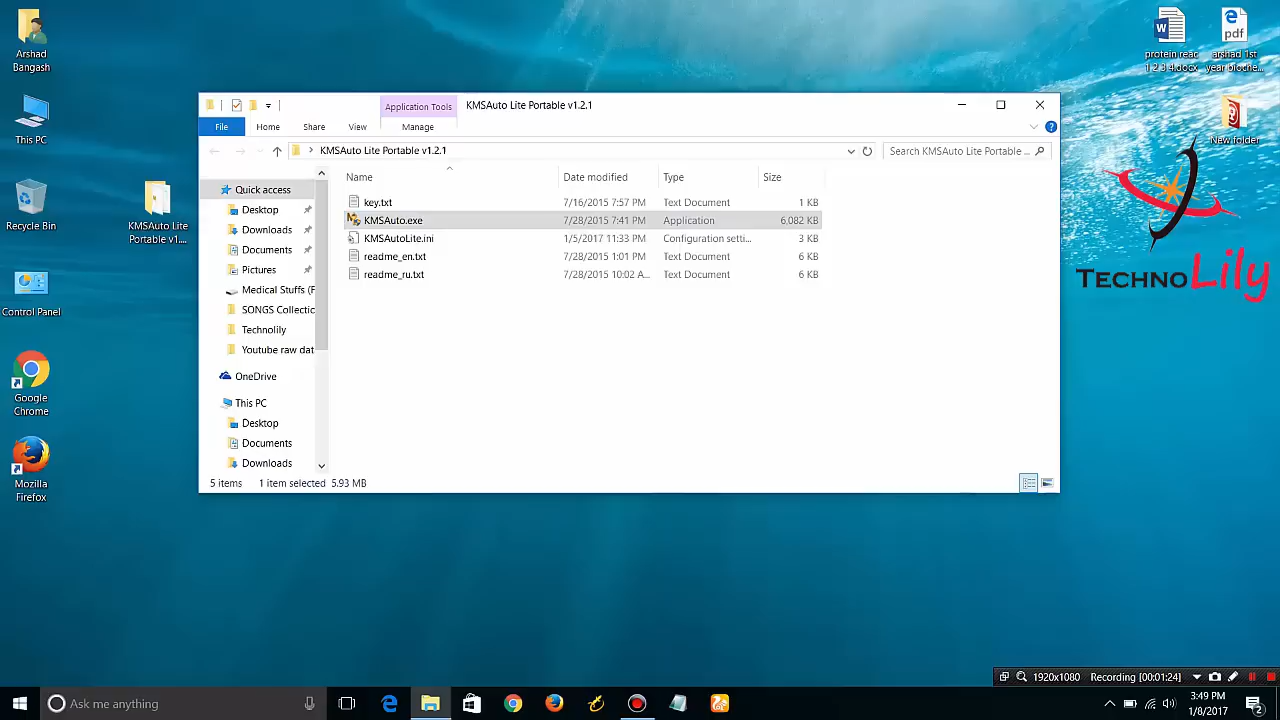 Arshad
Bangash
This PC
Recycle Bin
KMSAuto Lite
Portable v1....
Control Panel
Google
Chrome
Mozilla
Firefox
Application Tools
KMSAuto Lite Portable v1.2.1
File
Home
Share
View
Manage
KMSAuto Lite Portable v1.2.1
Search KMSAuto Lite Portable ...
Quick access
Desktop
Downloads
Documents
Pictures
Medical Stuffs (F
SONGS Collectic
Technolily
Youtube raw dat
OneDrive
This PC
Desktop
Documents
Downloads
Name
Date modified
Type
Size
key.txt 7/16/2015 7:57 PM Text Document 1 KB
KMSAuto.exe 7/28/2015 7:41 PM Application 6,082 KB
KMSAutoLite.ini 1/5/2017 11:33 PM Configuration setti... 3 KB
readme_en.txt 7/28/2015 1:01 PM Text Document 6 KB
readme_ru.txt 7/28/2015 10:02 A... Text Document 6 KB
5 items 1 item selected 5.93 MB
protein reac
1 2 3 4.docx
pdf
arshad 1st
year bioche...
New folder
TECHNOLily
1920x1080 Recording [00:01:24]
Ask me anything
3:49 PM
1/8/2017
2